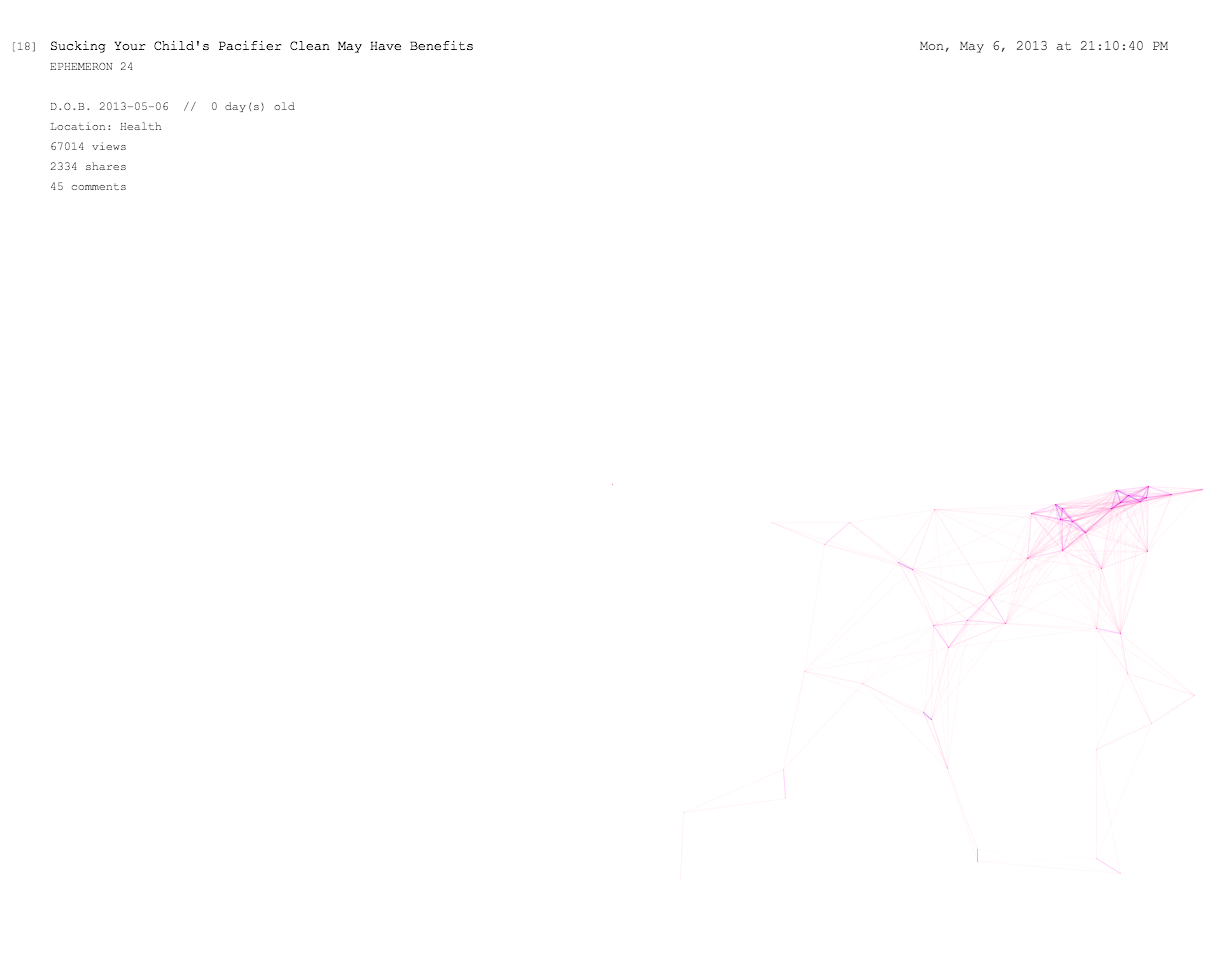 [18] Sucking Your Child's Pacifier Clean May Have Benefits Mon, May 6, 2013 at 21:10:40 PM
EPHEMERON 24
D.O.B. 2013-05-06 // 0 day(s) old
Location: Health
67014 views
2334 shares
45 comments